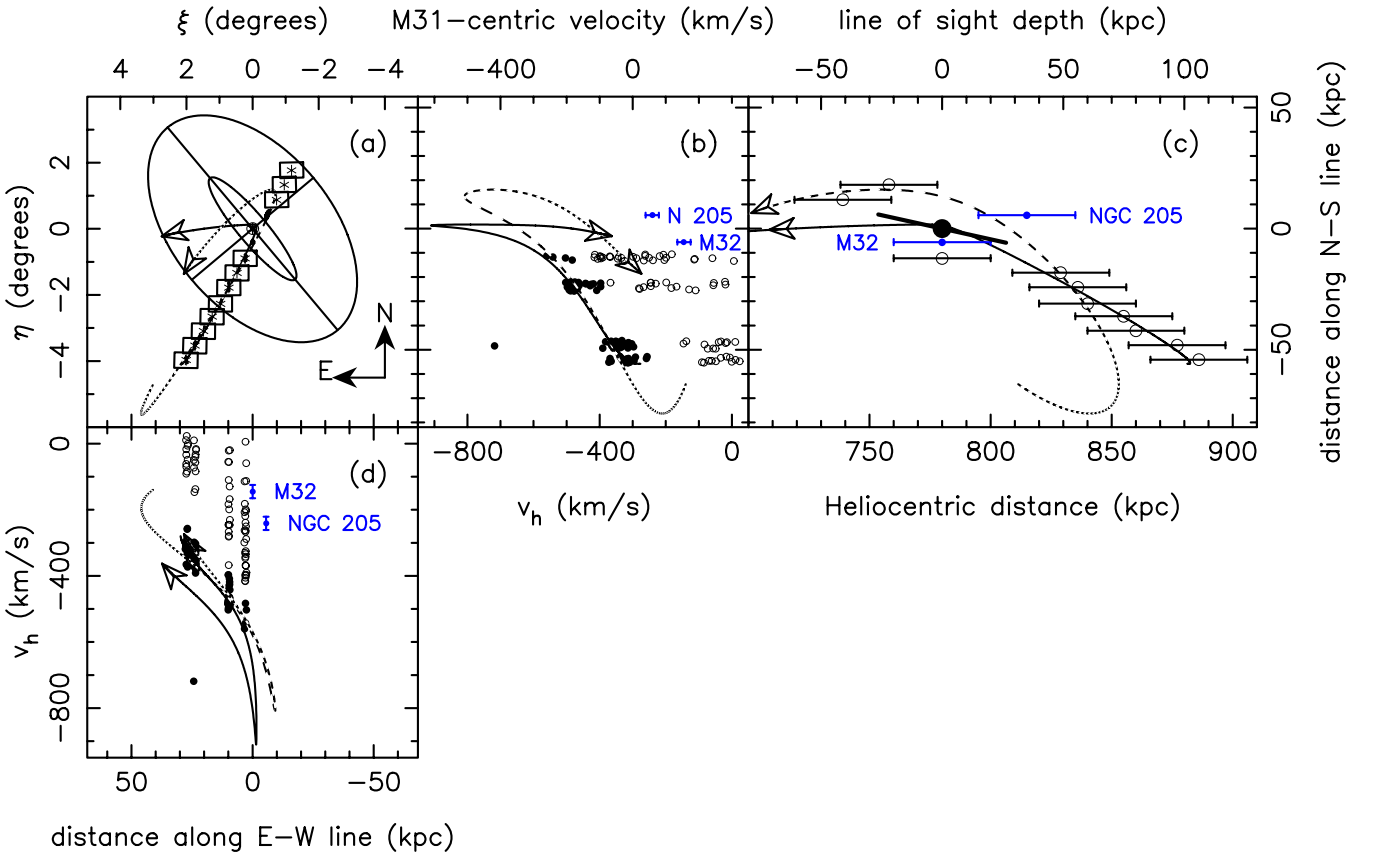 ξ (degrees) M31−centric velocity (km/s) line of sight depth (kpc)
4 2 0 −2 −4 −400 0 −50 0 50 100
(a) (b) (c)
η (degrees)
2
0
−2
−4
N
E
N 205
M32
NGC 205
M32
50
0
−50
distance along N−S line (kpc)
−800 −400 0 750 800 850 900
v_h (km/s) Heliocentric distance (kpc)
(d)
M32
NGC 205
v_h (km/s)
0
−400
−800
50 0 −50
distance along E−W line (kpc)